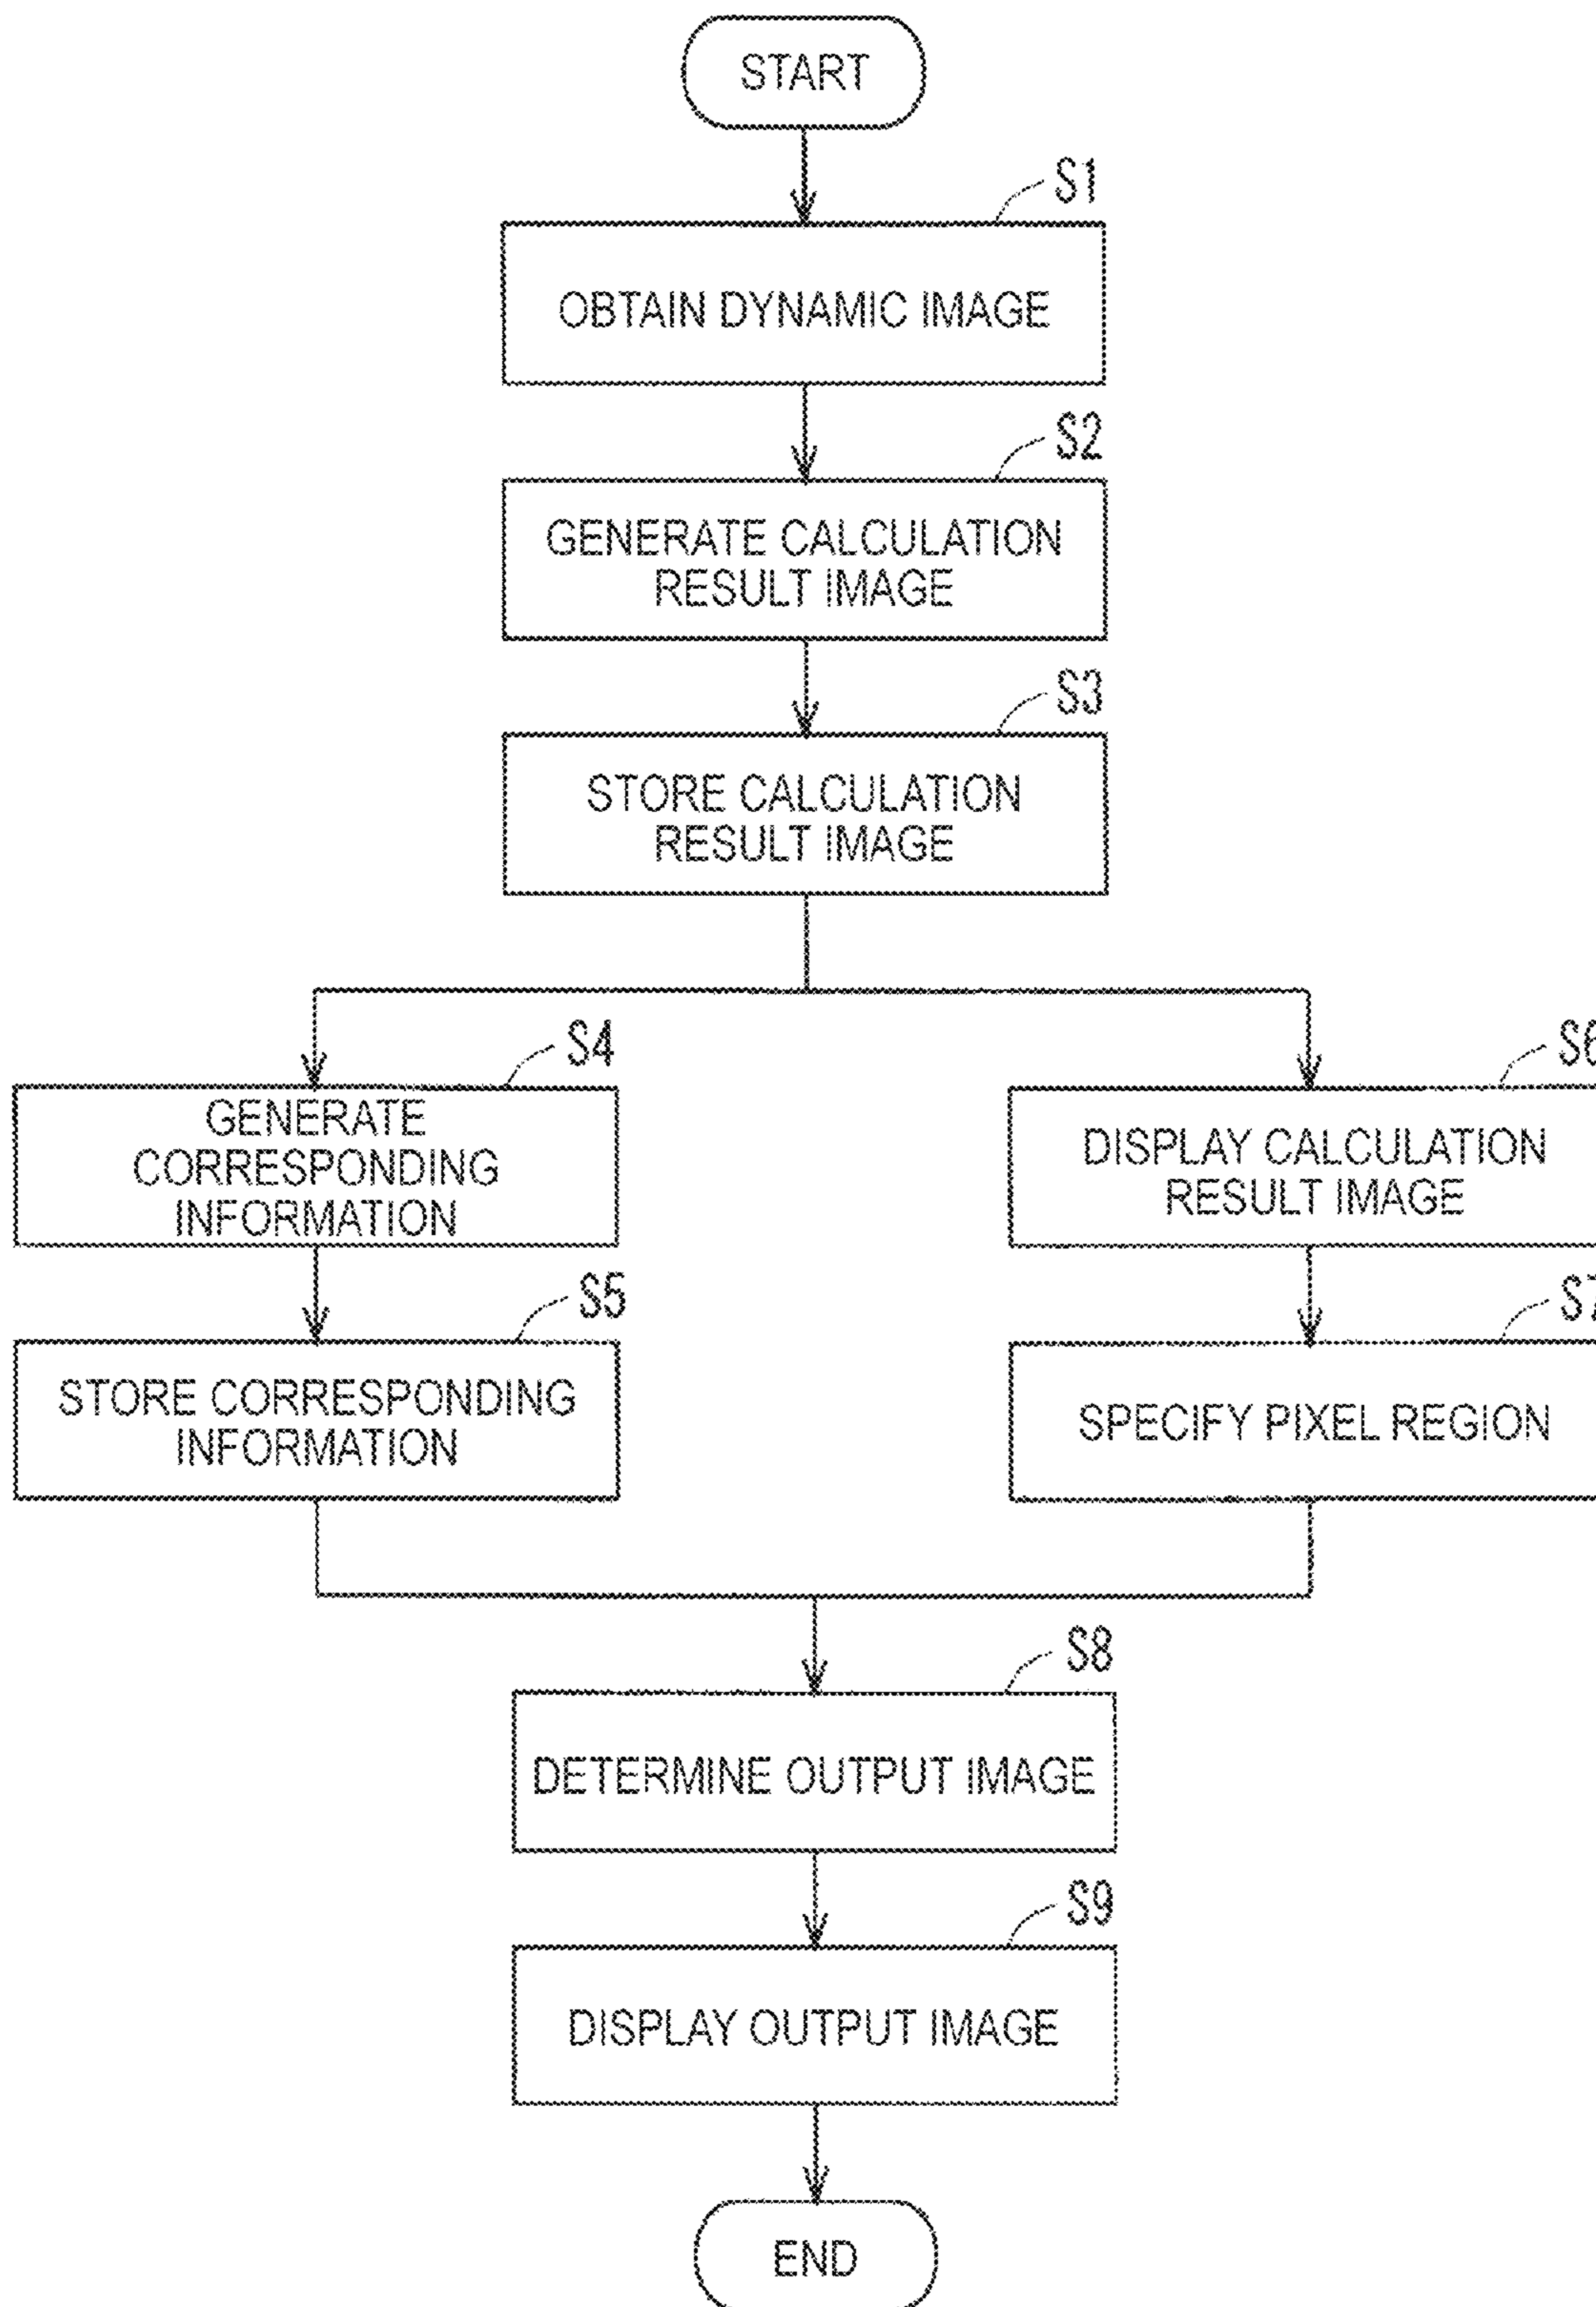 START
S1
OBTAIN DYNAMIC IMAGE
S2
GENERATE CALCULATION
RESULT IMAGE
S3
STORE CALCULATION
RESULT IMAGE
S4
GENERATE
CORRESPONDING
INFORMATION
S5
STORE CORRESPONDING
INFORMATION
S6
DISPLAY CALCULATION
RESULT IMAGE
S7
SPECIFY PIXEL REGION
S8
DETERMINE OUTPUT IMAGE
S9
DISPLAY OUTPUT IMAGE
END